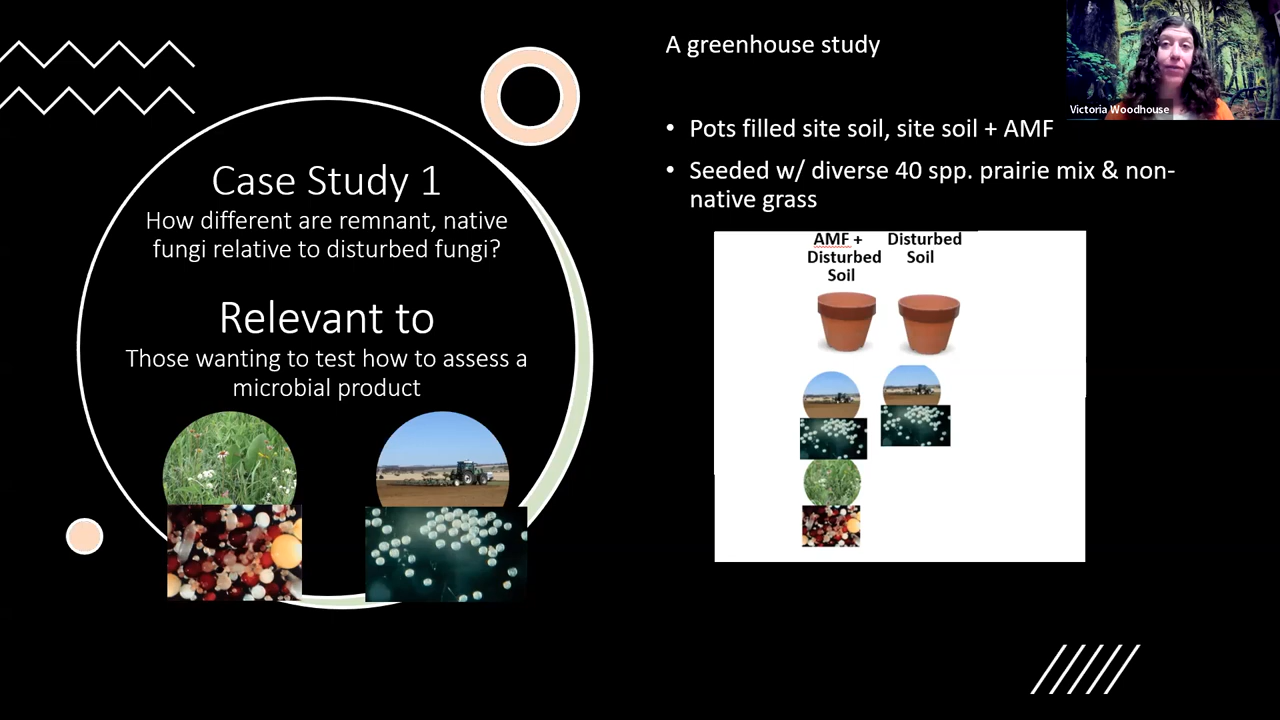 Case Study 1
How different are remnant, native
fungi relative to disturbed fungi?
Relevant to
Those wanting to test how to assess a
microbial product
A greenhouse study
• Pots filled site soil, site soil + AMF
• Seeded w/ diverse 40 spp. prairie mix & non-
native grass
AMF +
Disturbed
Soil
Disturbed
Soil
Victoria Woodhouse